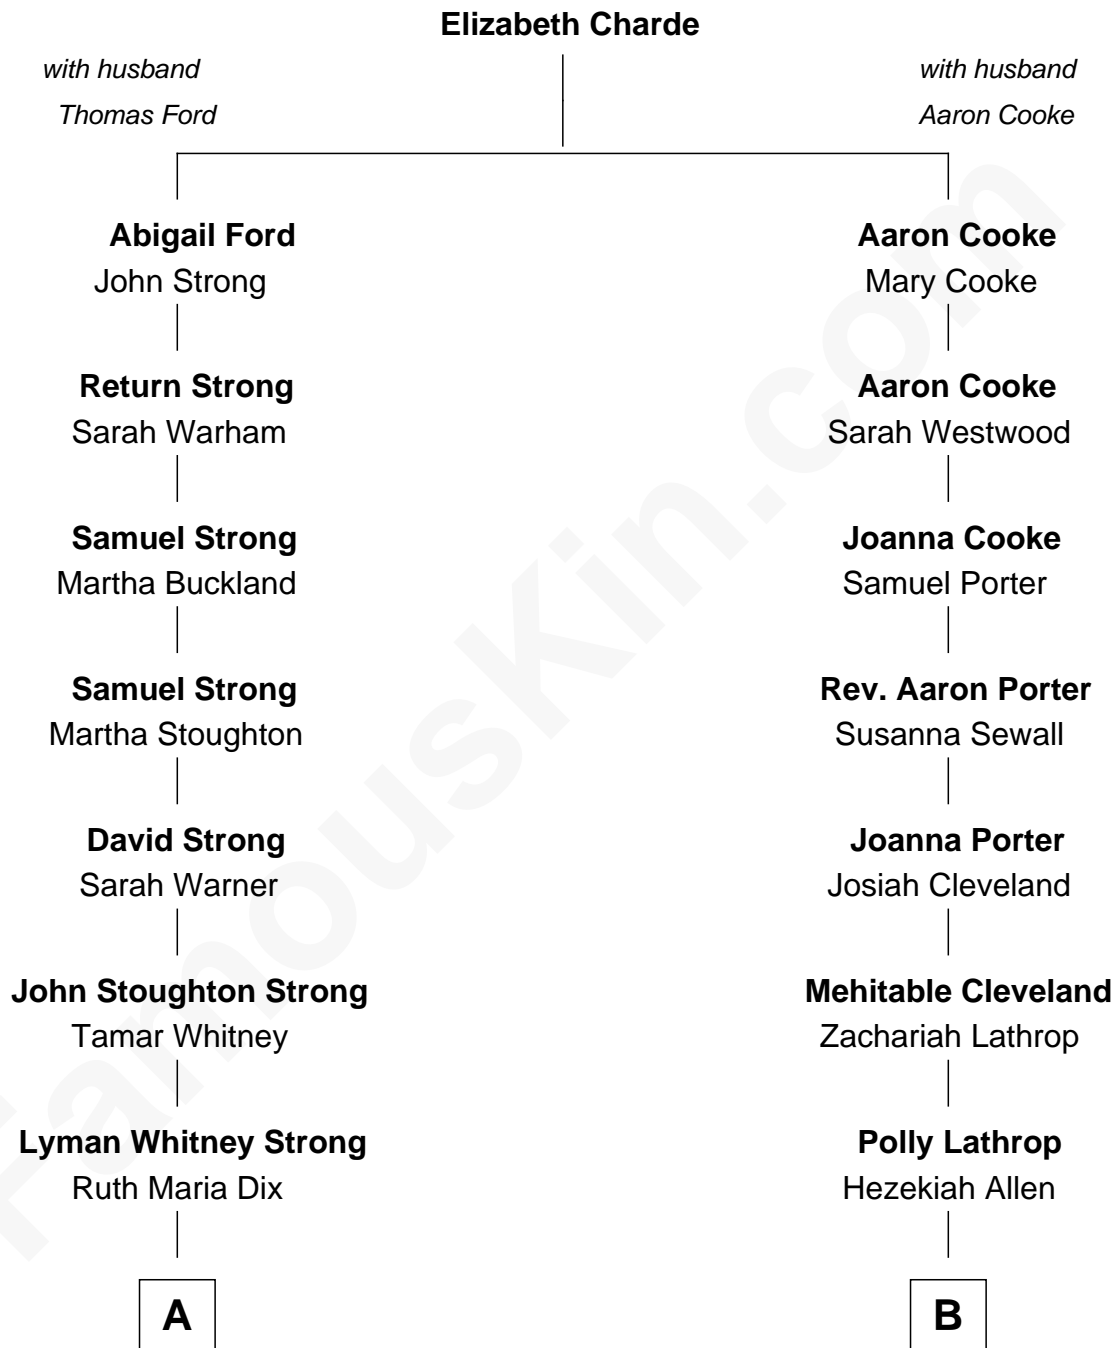 Elizabeth Charde
with husband
Thomas Ford
with husband
Aaron Cooke
Abigail Ford
John Strong
Aaron Cooke
Mary Cooke
Return Strong
Sarah Warham
Aaron Cooke
Sarah Westwood
Samuel Strong
Martha Buckland
Joanna Cooke
Samuel Porter
Samuel Strong
Martha Stoughton
Rev. Aaron Porter
Susanna Sewall
David Strong
Sarah Warner
Joanna Porter
Josiah Cleveland
John Stoughton Strong
Tamar Whitney
Mehitable Cleveland
Zachariah Lathrop
Lyman Whitney Strong
Ruth Maria Dix
Polly Lathrop
Hezekiah Allen
A
B
FamousKin.com